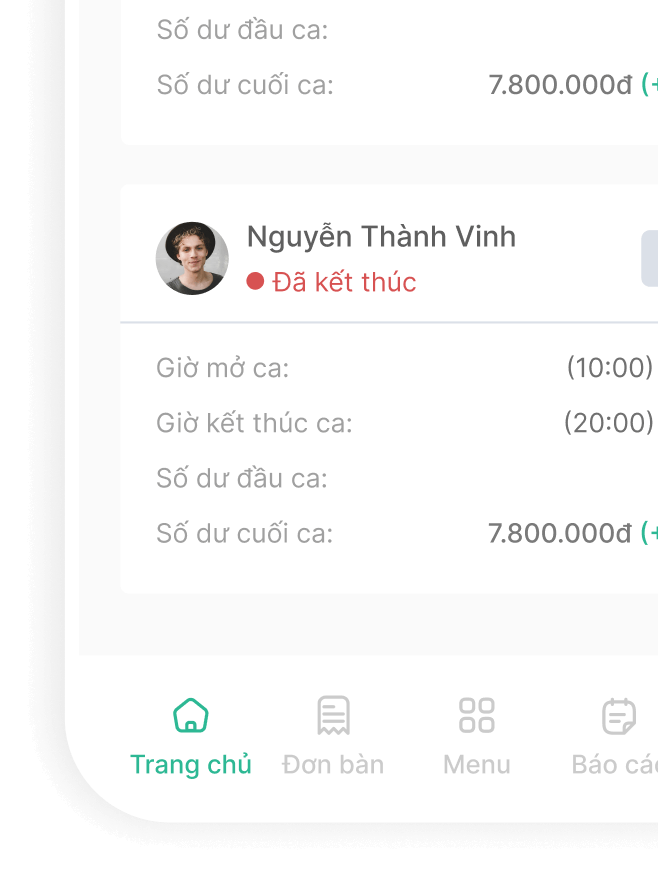 Số dư đầu ca:
Số dư cuối ca: 7.800.000đ (+
Nguyễn Thành Vinh
Đã kết thúc
Giờ mở ca: (10:00)
Giờ kết thúc ca: (20:00)
Số dư đầu ca:
Số dư cuối ca: 7.800.000đ (+
Trang chủ Đơn bàn Menu Báo cáo